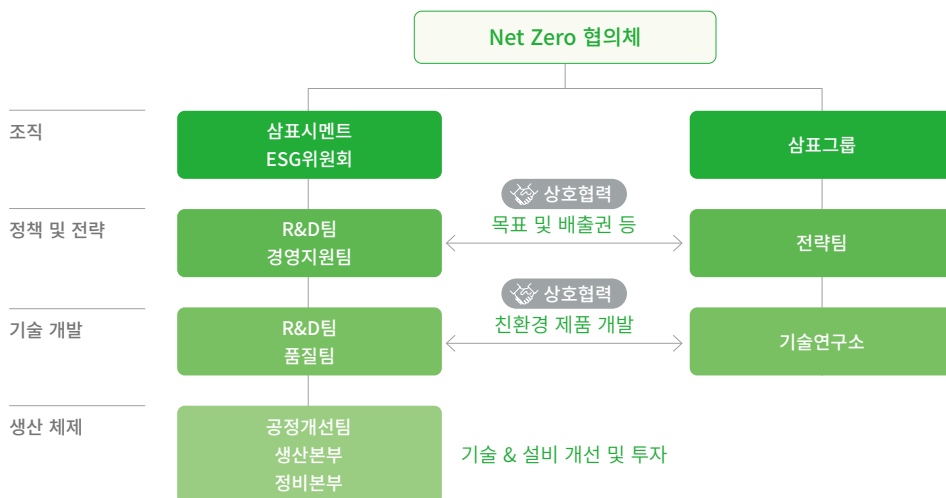 Net Zero 협의체
조직
삼표시멘트
ESG위원회
삼표그룹
정책 및 전략
R&D팀
경영지원팀
상호협력
목표 및 배출권 등
전략팀
기술 개발
R&D팀
품질팀
상호협력
친환경 제품 개발
기술연구소
생산 체제
공정개선팀
생산본부
정비본부
기술 & 설비 개선 및 투자